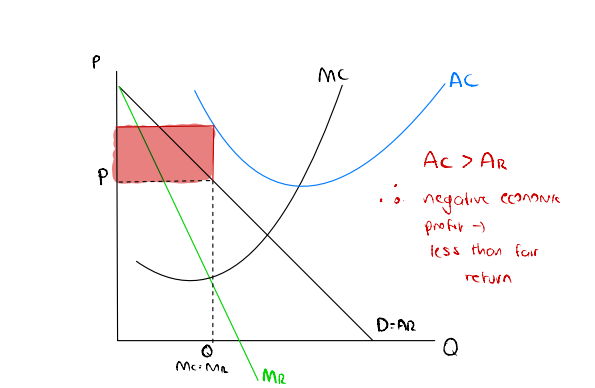 P
MC
AC
AC > AR
P
∴ negative economic
profit →
less than fair
return
D=AR
Q
Q
MC=MR
MR